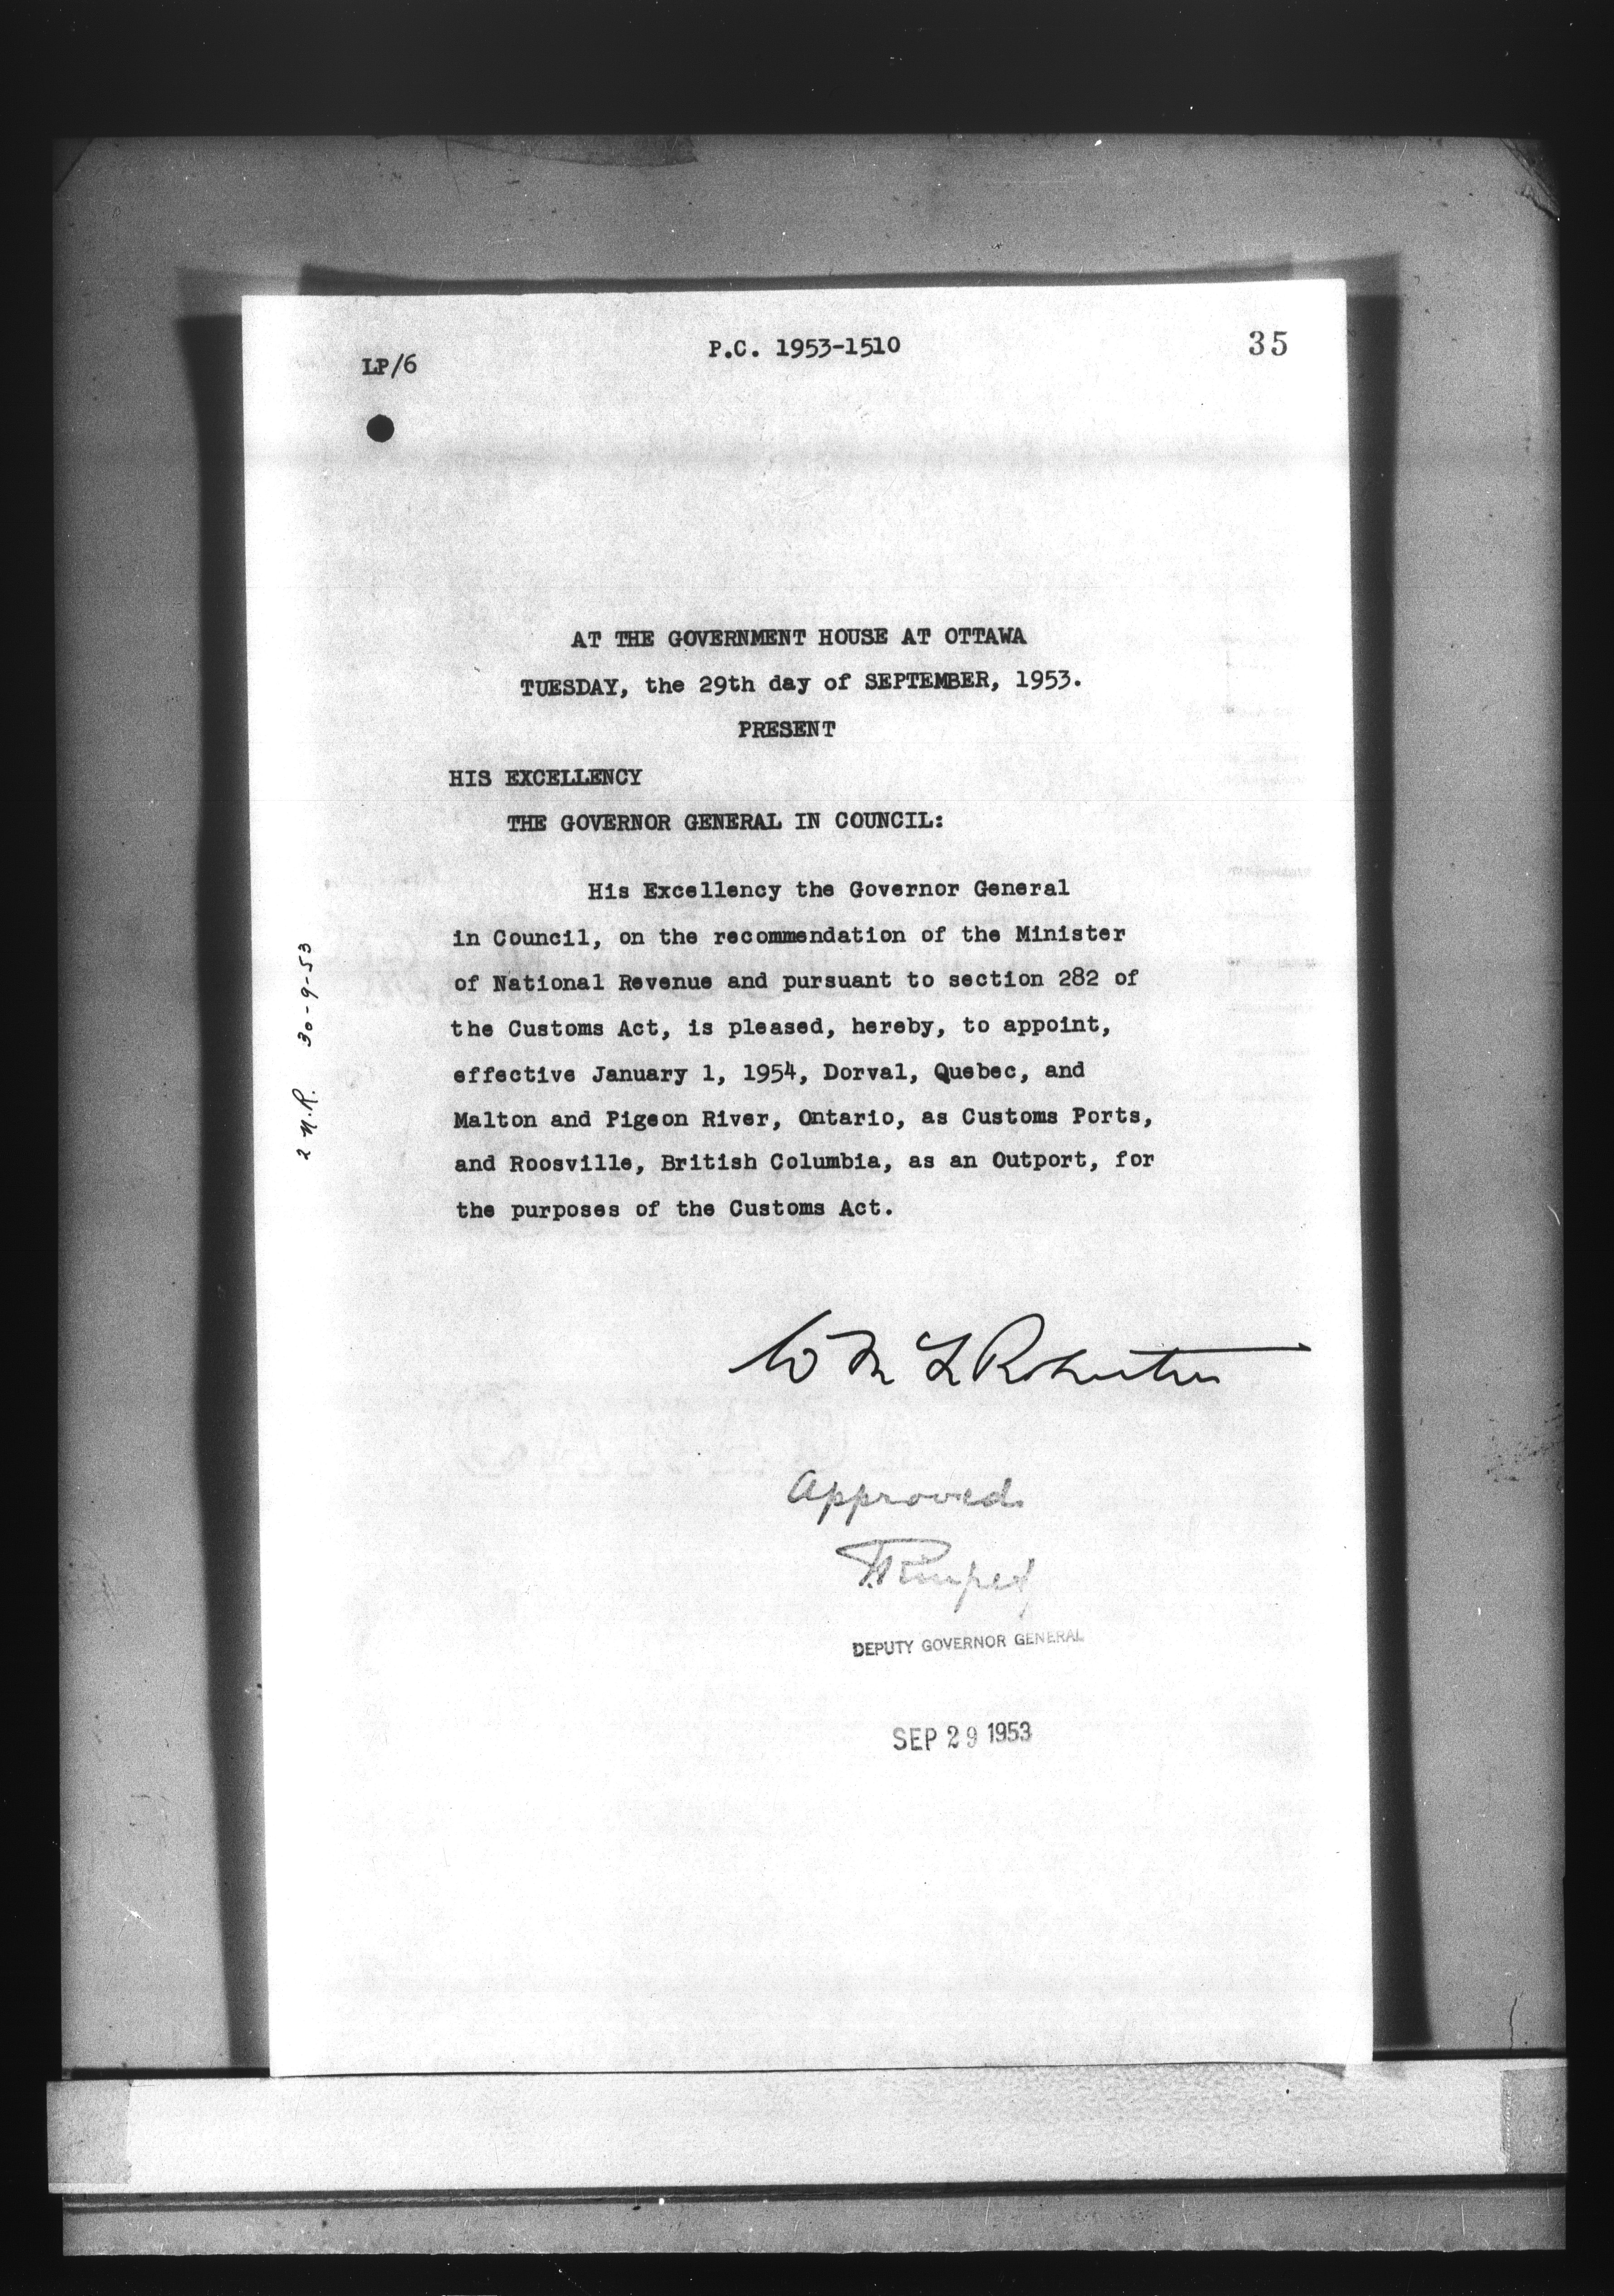 P.C. 1953-1510
35
LP/6
AT THE GOVERNMENT HOUSE AT OTTAWA
TUESDAY, the 29th day of SEPTEMBER, 1953.
PRESENT
HIS EXCELLENCY
THE GOVERNOR GENERAL IN COUNCIL:
His Excellency the Governor General
in Council, on the recommendation of the Minister
of National Revenue and pursuant to section 282 of
the Customs Act, is pleased, hereby, to appoint,
effective January 1, 1954, Dorval, Quebec, and
Malton and Pigeon River, Ontario, as Customs Ports,
and Roosville, British Columbia, as an Outport, for
the purposes of the Customs Act.
2 N.R. 30-9-53
Approved
DEPUTY GOVERNOR GENERAL
SEP 29 1953